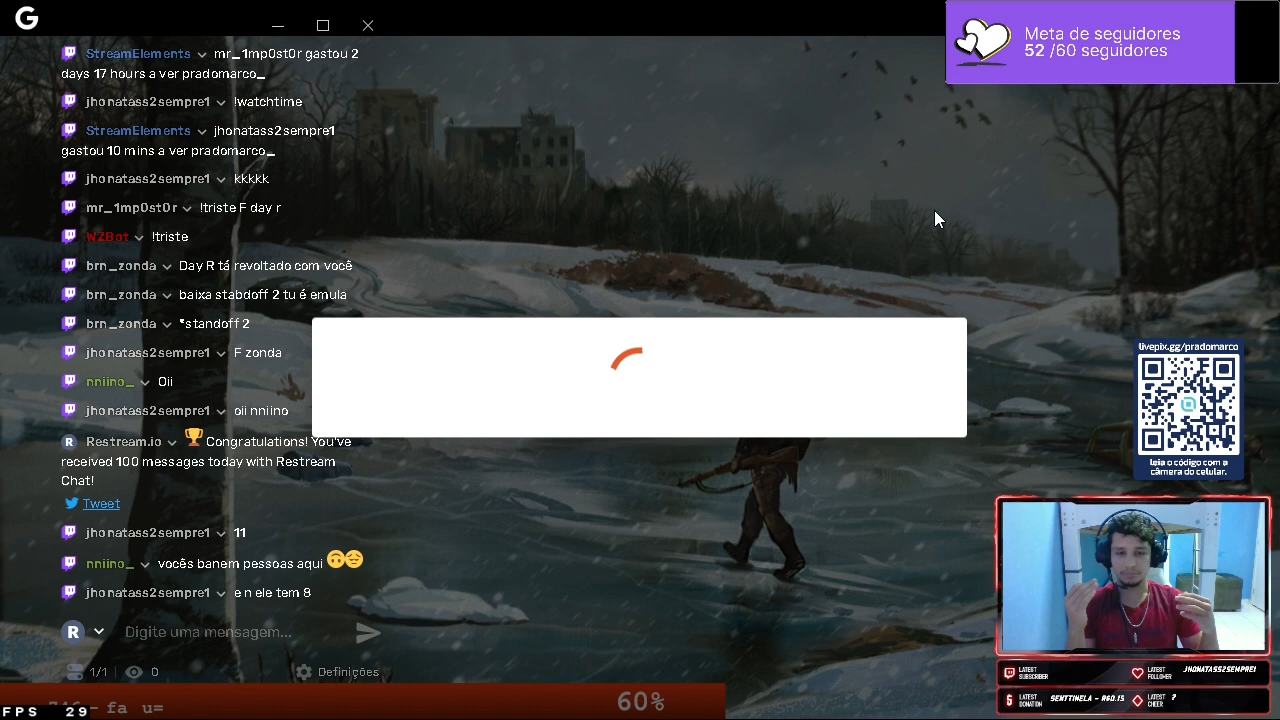 G
Meta de seguidores
52 /60 seguidores
StreamElements mr_1mp0st0r gastou 2
days 17 hours a ver pradomarco_
jhonatass2sempre1 !watchtime
StreamElements jhonatass2sempre1
gastou 10 mins a ver pradomarco_
jhonatass2sempre1 kkkkk
mr_1mp0st0r !triste F day r
WZBot !triste
brn_zonda Day R tá revoltado com você
brn_zonda baixa stabdoff 2 tu é emula
brn_zonda *standoff 2
jhonatass2sempre1 F zonda
nniino_ Oii
jhonatass2sempre1 oii nniino
R Restream.io 🏆 Congratulations! You've
received 100 messages today with Restream
Chat!
Tweet
jhonatass2sempre1 11
nniino_ vocês banem pessoas aqui 🙃😌
jhonatass2sempre1 e n ele tem 8
R Digite uma mensagem...
1/1 0 Definições
60%
FPS 29
livepix.gg/pradomarco
leia o código com a
câmera do celular.
LATEST SUBSCRIBER
LATEST FOLLOWER JHONATASS2SEMPRE1
LATEST DONATION SENTTINELA - R$0.15
LATEST CHEER ?